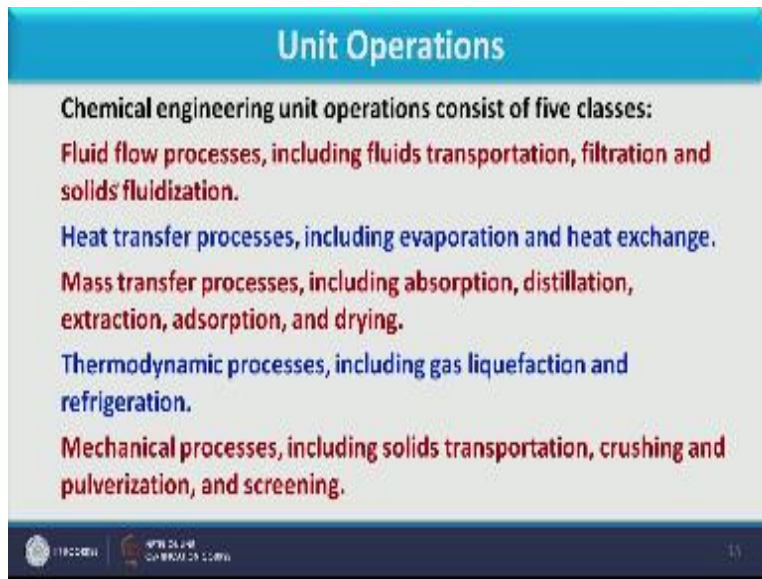 Unit Operations
Chemical engineering unit operations consist of five classes:
Fluid flow processes, including fluids transportation, filtration and
solids fluidization.
Heat transfer processes, including evaporation and heat exchange.
Mass transfer processes, including absorption, distillation,
extraction, adsorption, and drying.
Thermodynamic processes, including gas liquefaction and
refrigeration.
Mechanical processes, including solids transportation, crushing and
pulverization, and screening.